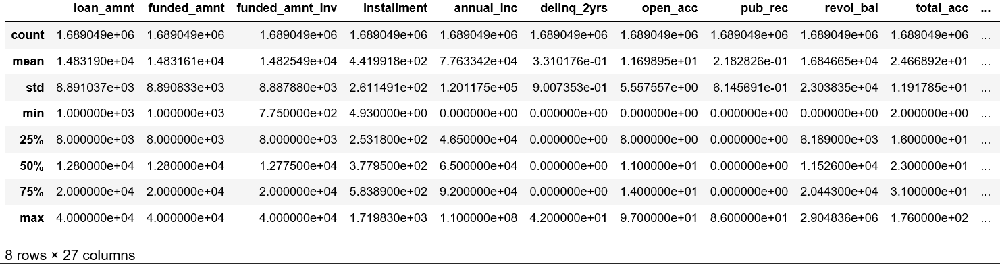 loan_amnt funded_amnt funded_amnt_inv installment annual_inc delinq_2yrs open_acc pub_rec revol_bal total_acc ...
count 1.689049e+06 1.689049e+06 1.689049e+06 1.689049e+06 1.689049e+06 1.689049e+06 1.689049e+06 1.689049e+06 1.689049e+06 1.689049e+06 ...
mean 1.483190e+04 1.483161e+04 1.482549e+04 4.419918e+02 7.763342e+04 3.310176e-01 1.169895e+01 2.182826e-01 1.684665e+04 2.466892e+01 ...
std 8.891037e+03 8.890833e+03 8.887880e+03 2.611491e+02 1.201175e+05 9.007353e-01 5.557557e+00 6.145691e-01 2.303835e+04 1.191785e+01 ...
min 1.000000e+03 1.000000e+03 7.750000e+02 4.930000e+00 0.000000e+00 0.000000e+00 0.000000e+00 0.000000e+00 0.000000e+00 2.000000e+00 ...
25% 8.000000e+03 8.000000e+03 8.000000e+03 2.531800e+02 4.650000e+04 0.000000e+00 8.000000e+00 0.000000e+00 6.189000e+03 1.600000e+01 ...
50% 1.280000e+04 1.280000e+04 1.277500e+04 3.779500e+02 6.500000e+04 0.000000e+00 1.100000e+01 0.000000e+00 1.152600e+04 2.300000e+01 ...
75% 2.000000e+04 2.000000e+04 2.000000e+04 5.838900e+02 9.200000e+04 0.000000e+00 1.400000e+01 0.000000e+00 2.044300e+04 3.100000e+01 ...
max 4.000000e+04 4.000000e+04 4.000000e+04 1.719830e+03 1.100000e+08 4.200000e+01 9.700000e+01 8.600000e+01 2.904836e+06 1.760000e+02 ...
8 rows × 27 columns